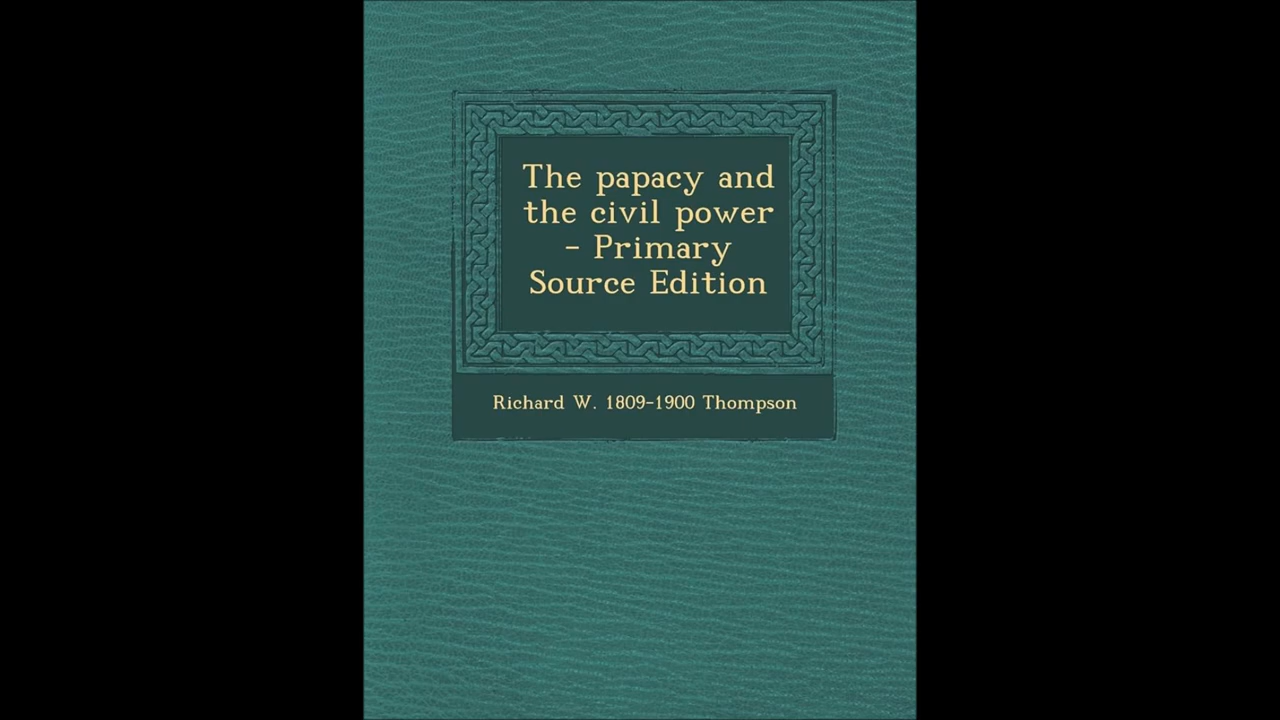 The papacy and
the civil power
- Primary
Source Edition
Richard W. 1809-1900 Thompson